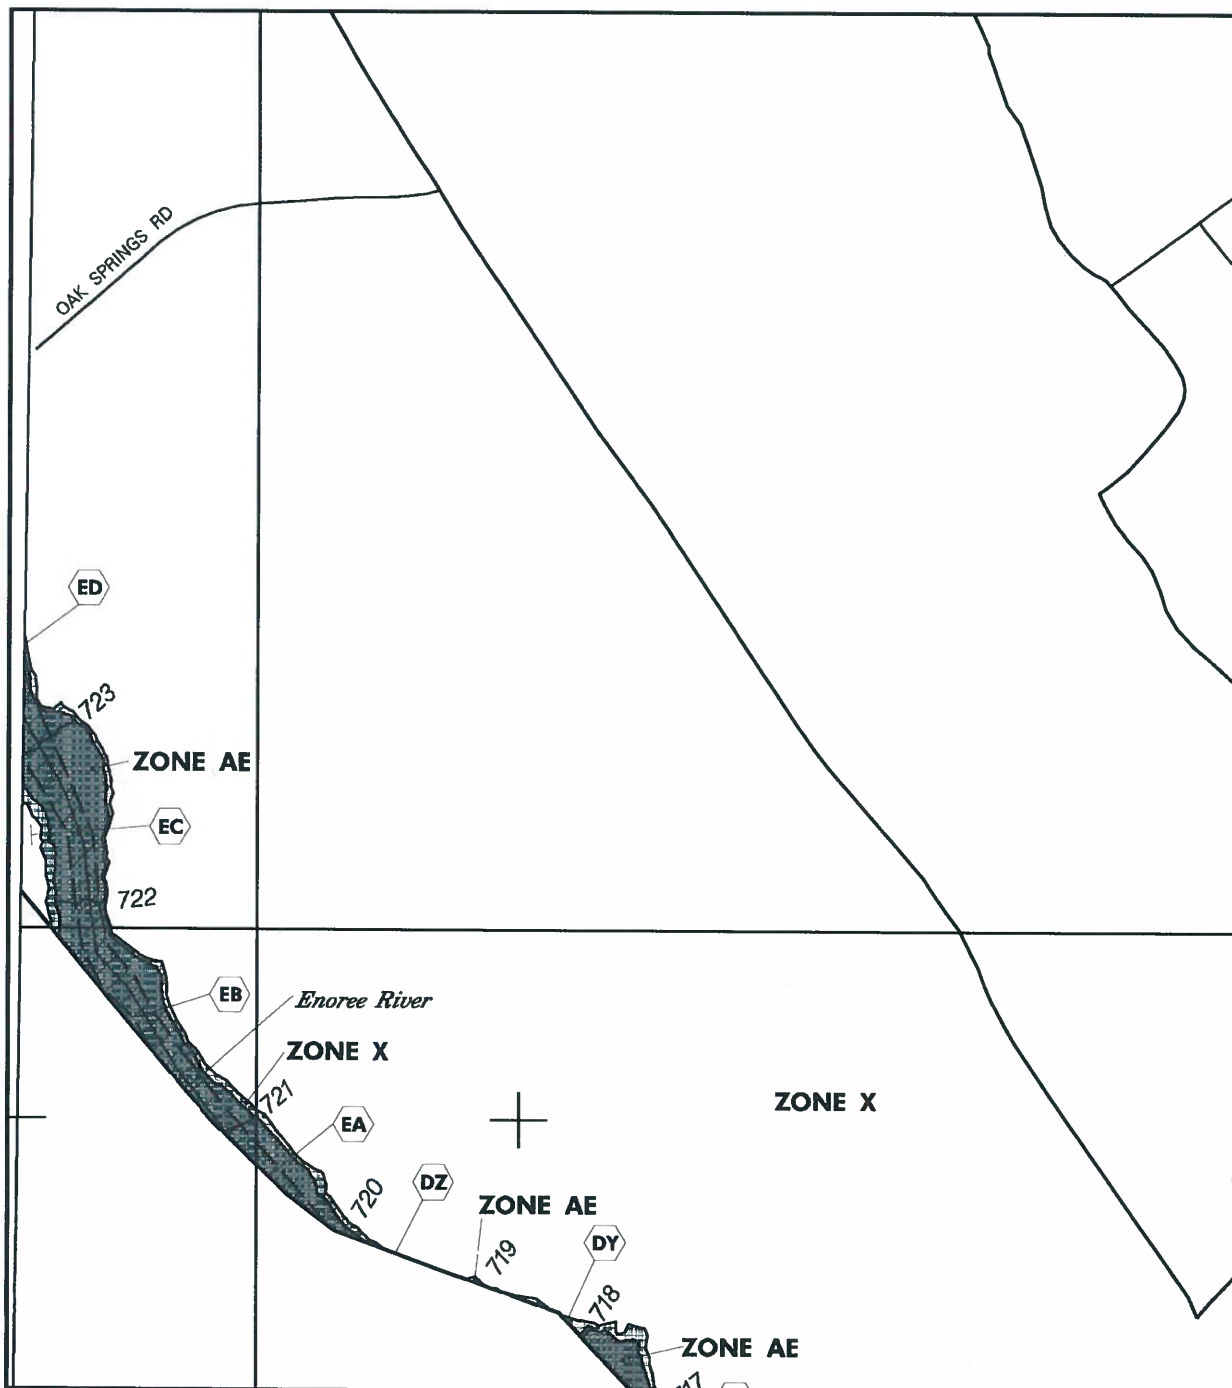 OAK SPRINGS RD
ED
723
ZONE AE
EC
722
EB
Enoree River
ZONE X
721
EA
ZONE X
720
DZ
ZONE AE
719
DY
718
ZONE AE